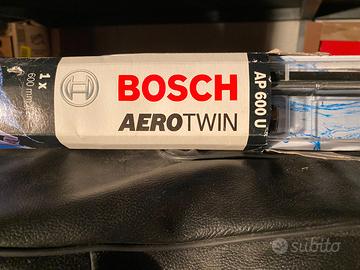 1 x
600 mm
BOSCH
AEROTWIN
AP 600 U
subito